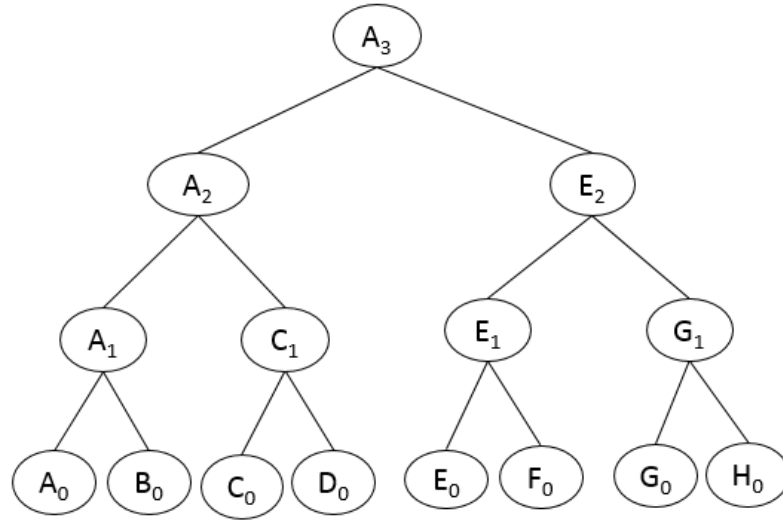 A₃
A₂ E₂
A₁ C₁ E₁ G₁
A₀ B₀ C₀ D₀ E₀ F₀ G₀ H₀